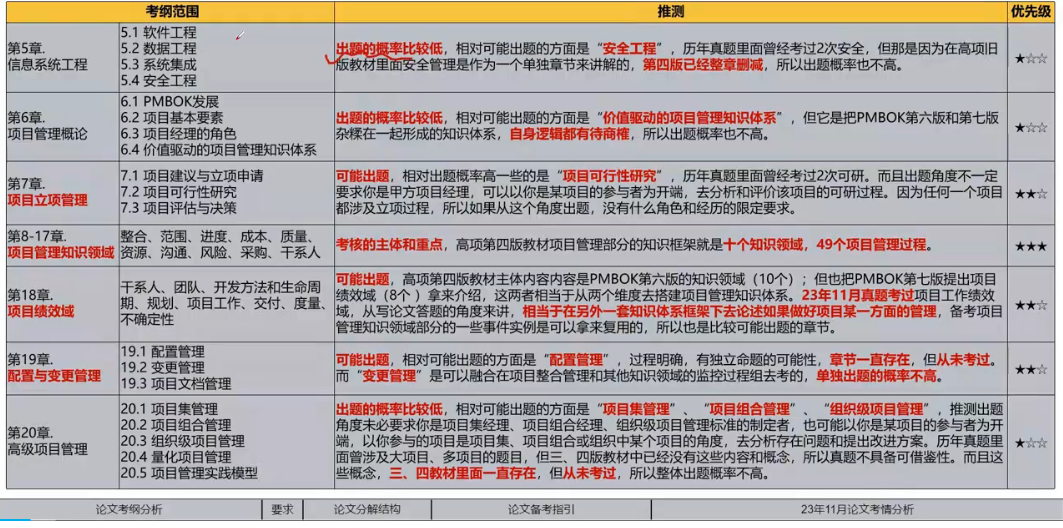 考纲范围 推测 优先级
第5章.
信息系统工程
5.1 软件工程
5.2 数据工程
5.3 系统集成
5.4 安全工程
出题的概率比较低，相对可能出题的方面是“安全工程”，历年真题里面曾经考过2次安全，但那是因为在高项旧
版教材里面安全管理是作为一个单独章节来讲解的，第四版已经整章删减，所以出题概率也不高。
★☆☆
第6章.
项目管理概论
6.1 PMBOK发展
6.2 项目基本要素
6.3 项目经理的角色
6.4 价值驱动的项目管理知识体系
出题的概率比较低，相对可能出题的方面是“价值驱动的项目管理知识体系”，但它是把PMBOK第六版和第七版
杂糅在一起形成的知识体系，自身逻辑都有待商榷，所以出题概率也不高。
★☆☆
第7章.
项目立项管理
7.1 项目建议与立项申请
7.2 项目可行性研究
7.3 项目评估与决策
可能出题，相对出题概率高一些的是“项目可行性研究”，历年真题里面曾经考过2次可研。而且出题角度不一定
要求你是甲方项目经理，可以以你是某项目的参与者为开端，去分析和评价该项目的可研过程。因为任何一个项目
都涉及立项过程，所以如果从这个角度出题，没有什么角色和经历的限定要求。
★★☆
第8-17章.
项目管理知识领域
整合、范围、进度、成本、质量、
资源、沟通、风险、采购、干系人
考核的主体和重点，高项第四版教材项目管理部分的知识框架就是十个知识领域，49个项目管理过程。
★★★
第18章.
项目绩效域
干系人、团队、开发方法和生命周
期、规划、项目工作、交付、度量、
不确定性
可能出题，高项第四版教材主体内容内容是PMBOK第六版的知识领域（10个）；但也把PMBOK第七版提出项目
绩效域（8个 ）拿来介绍，这两者相当于从两个维度去搭建项目管理知识体系。23年11月真题考过项目工作绩效
域，从写论文答题的角度来讲，相当于在另外一套知识体系框架下去论述如果做好项目某一方面的管理，备考项目
管理知识领域部分的一些事件实例是可以拿来复用的，所以也是比较可能出题的章节。
★★☆
第19章.
配置与变更管理
19.1 配置管理
19.2 变更管理
19.3 项目文档管理
可能出题，相对可能出题的方面是“配置管理”，过程明确，有独立命题的可能性，章节一直存在，但从未考过。
而“变更管理”是可以融合在项目整合管理和其他知识领域的监控过程组去考的，单独出题的概率不高。
★★☆
第20章.
高级项目管理
20.1 项目集管理
20.2 项目组合管理
20.3 组织级项目管理
20.4 量化项目管理
20.5 项目管理实践模型
出题的概率比较低，相对可能出题的方面是“项目集管理”、“项目组合管理”、“组织级项目管理”，推测出题
角度未必要求你是项目集经理、项目组合经理、组织级项目管理标准的制定者，也可能以你是某项目的参与者为开
端，以你参与的项目是项目集、项目组合或组织中某个项目的角度，去分析存在问题和提出改进方案。历年真题里
面曾涉及大项目、多项目的题目，但三、四版教材中已经没有这些内容和概念，所以真题不具备可借鉴性。而且这
些概念，三、四教材里面一直存在，但从未考过，所以整体出题概率不高。
★☆☆
论文考纲分析 要求 论文分解结构 论文备考指引 23年11月论文考情分析